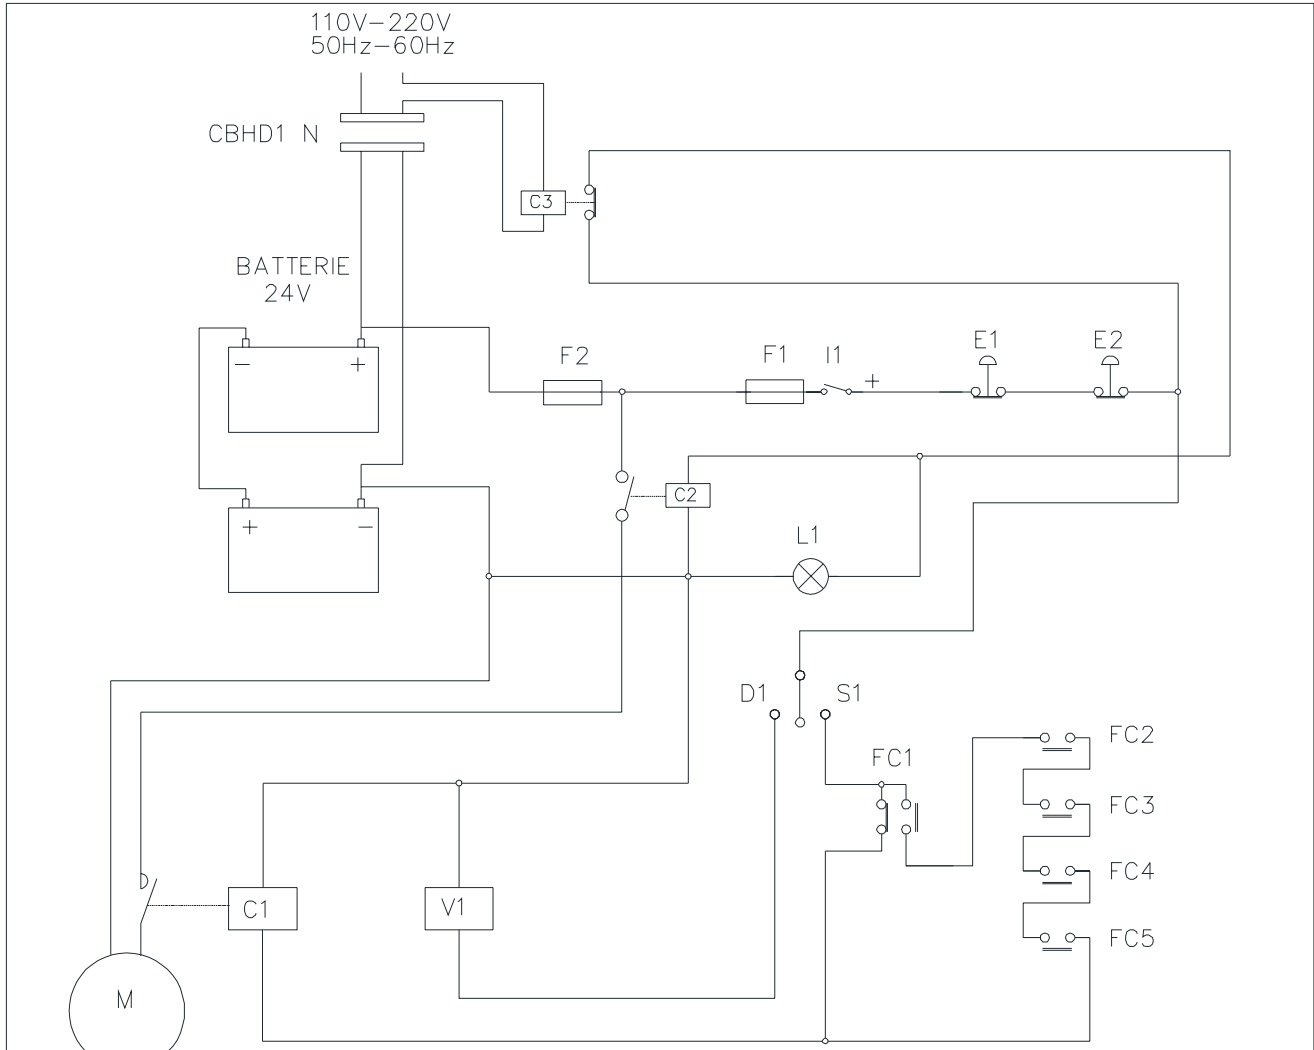 110V-220V
50Hz-60Hz
CBHD1 N
C3
BATTERIE
24V
- +
F2
F1
I1
+
E1
E2
C2
+ -
L1
D1
S1
FC1
FC2
FC3
FC4
FC5
C1
V1
M